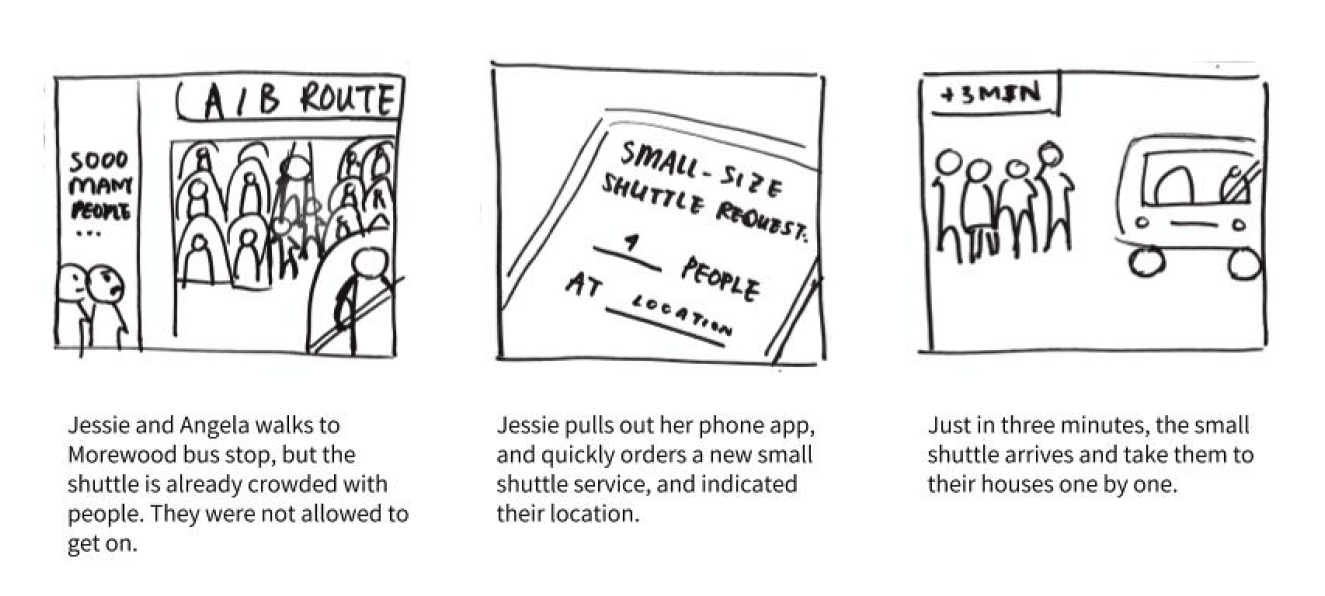 A / B ROUTE
SOOO
MANY
PEOPLE
...
Jessie and Angela walks to
Morewood bus stop, but the
shuttle is already crowded with
people. They were not allowed to
get on.
SMALL-SIZE
SHUTTLE REQUEST.
4 PEOPLE
AT LOCATION
Jessie pulls out her phone app,
and quickly orders a new small
shuttle service, and indicated
their location.
+3 MIN
Just in three minutes, the small
shuttle arrives and take them to
their houses one by one.